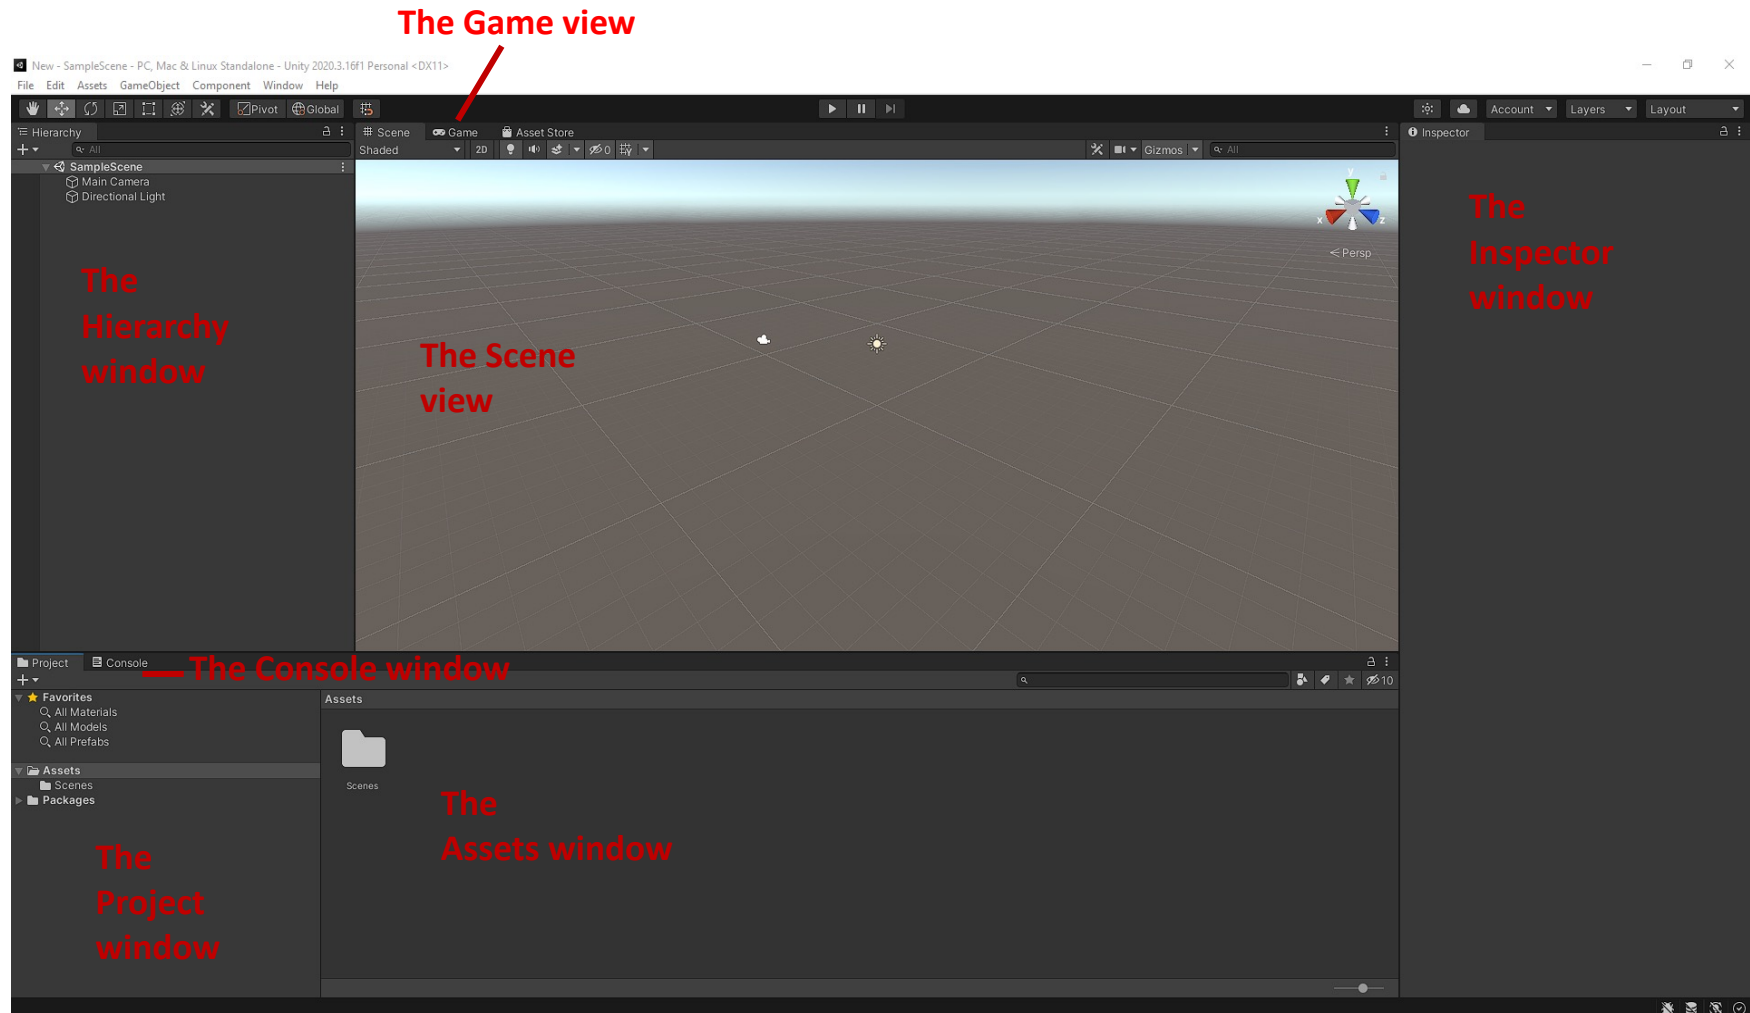 The Game view
New - SampleScene - PC, Mac & Linux Standalone - Unity 2020.3.16f1 Personal <DX11>
File Edit Assets GameObject Component Window Help
Pivot Global Account Layers Layout
Hierarchy # Scene Game Asset Store Inspector
All Shaded 2D 0 Gizmos All
SampleScene
Main Camera
Directional Light
y
x z
< Persp
The
Hierarchy
window
The Scene
view
The
Inspector
window
Project Console The Console window
10
Favorites
All Materials
All Models
All Prefabs
Assets
Scenes
Packages
Assets
Scenes
The
Assets window
The
Project
window